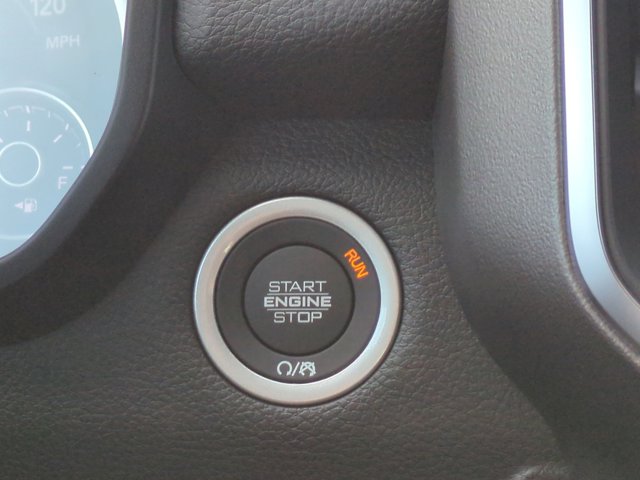 120
MPH
F
RUN
START
ENGINE
STOP